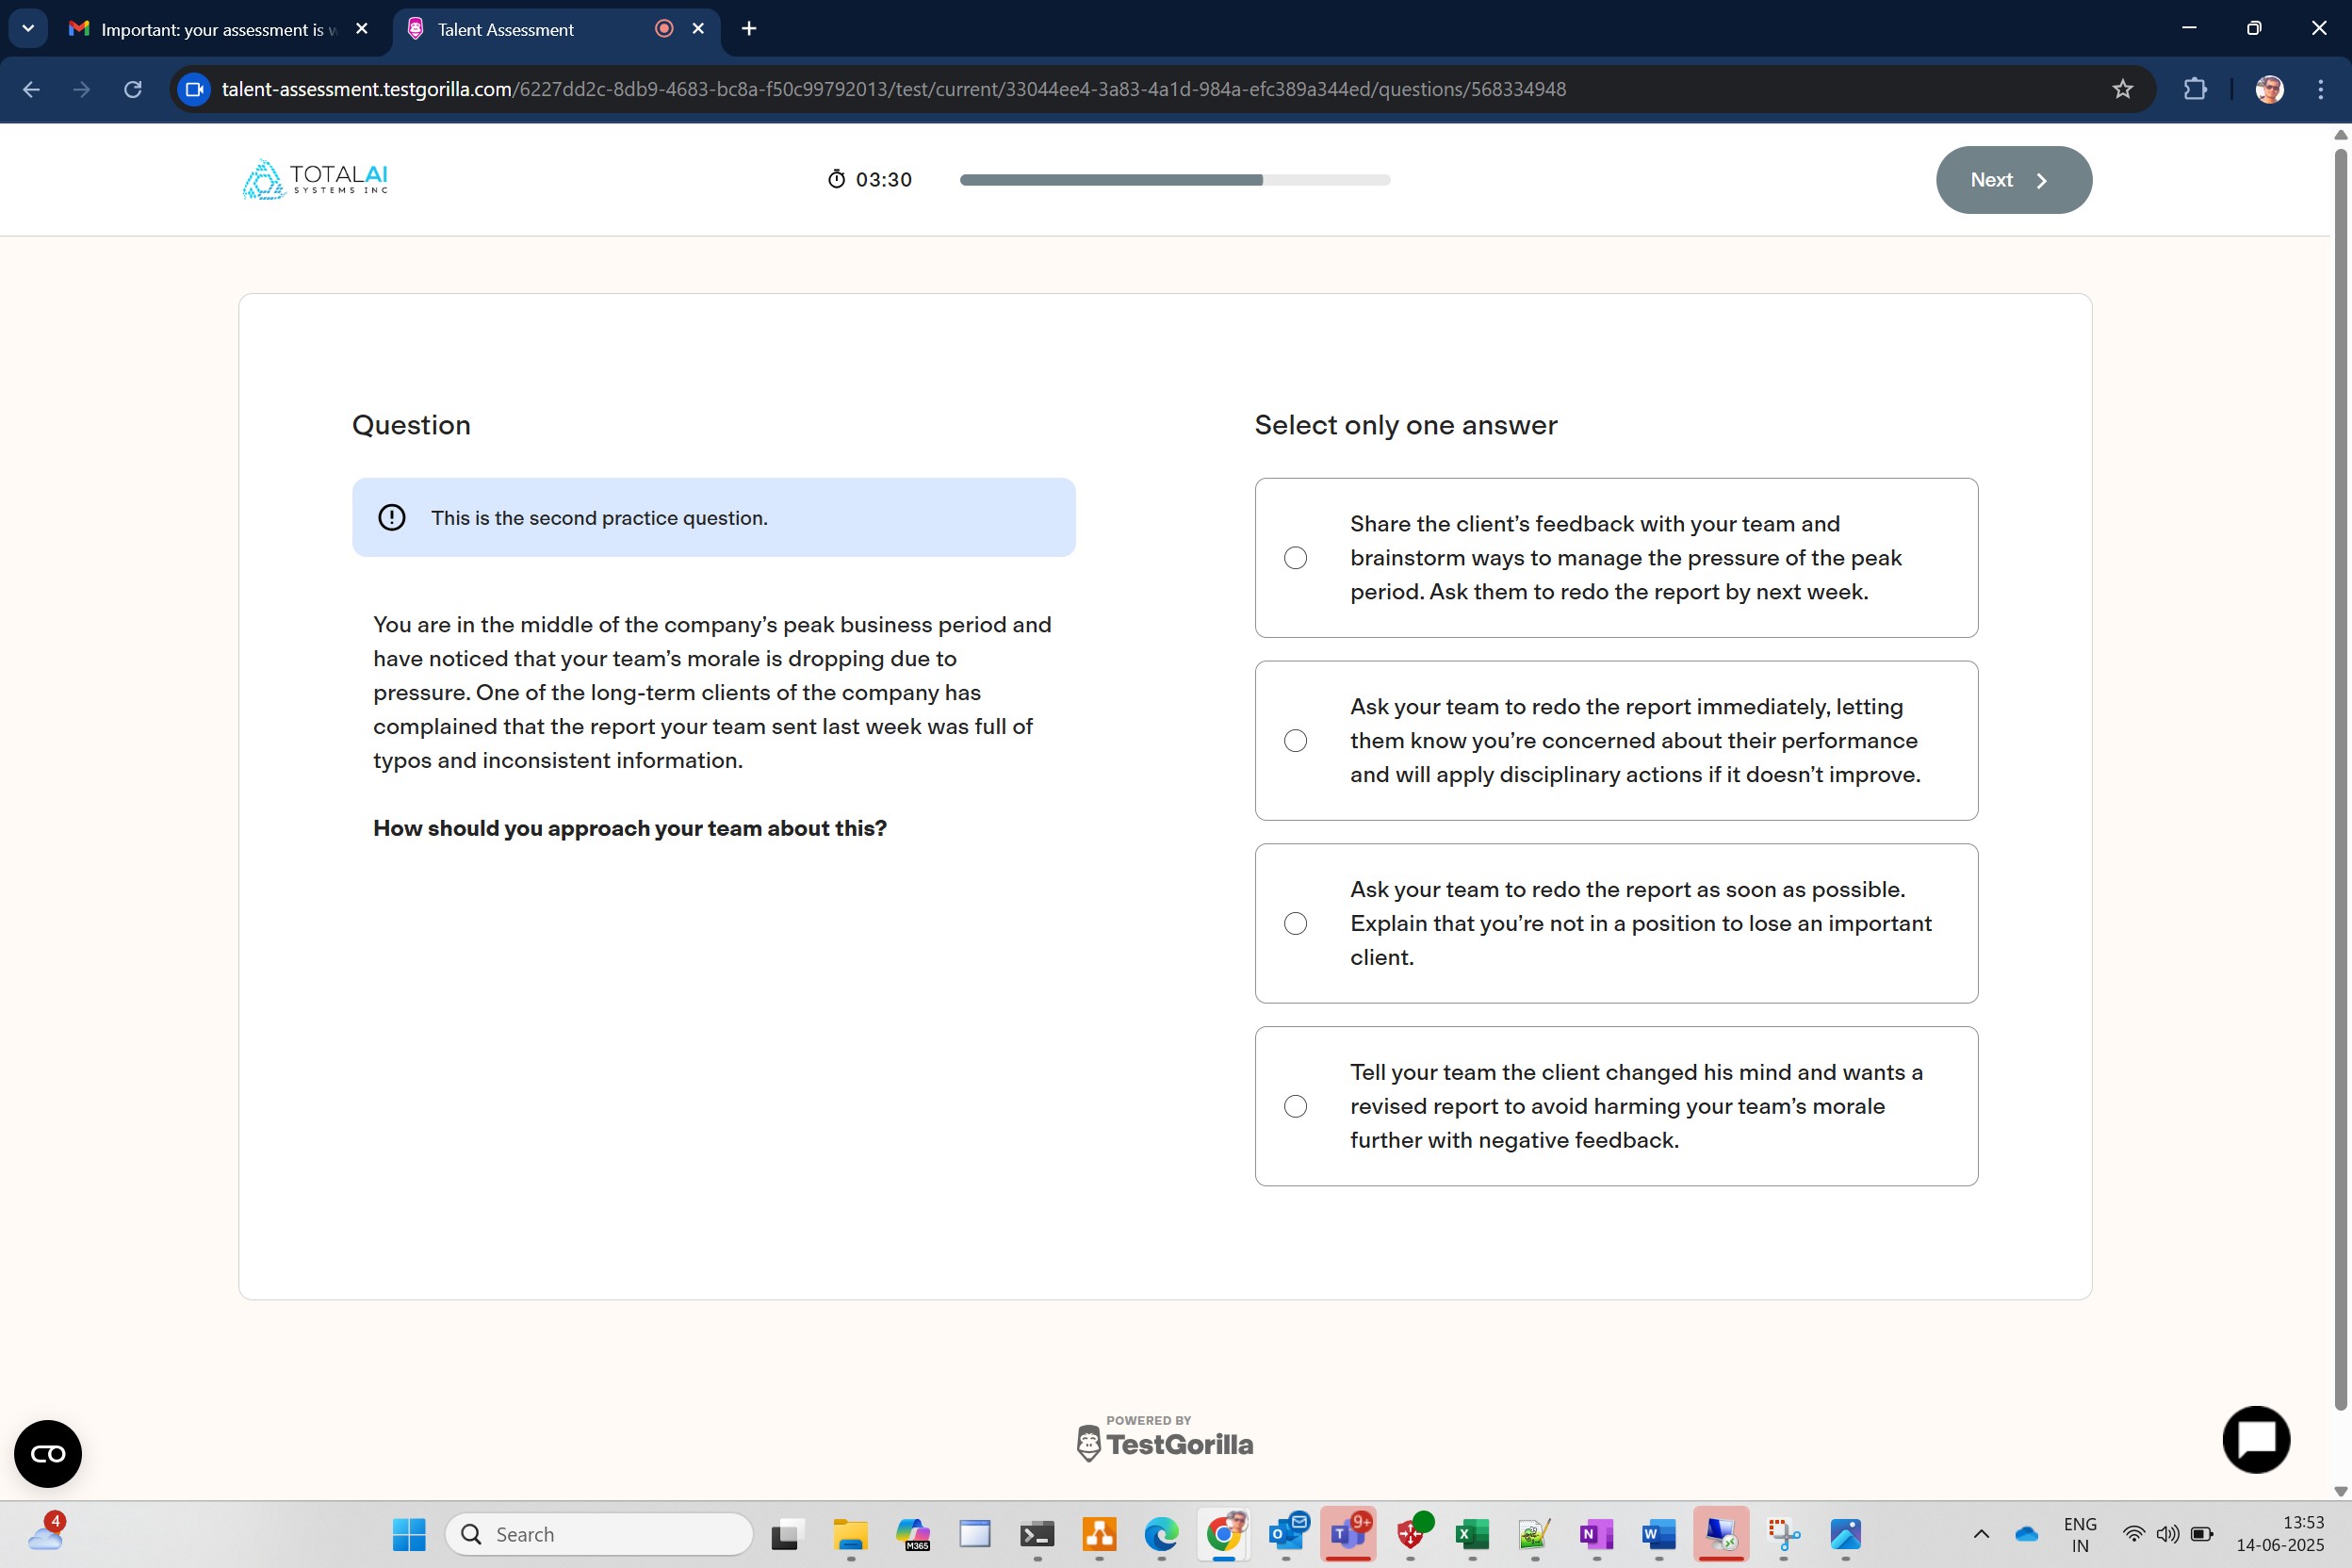 Important: your assessment is
Talent Assessment
talent-assessment.testgorilla.com/6227dd2c-8db9-4683-bc8a-f50c99792013/test/current/33044ee4-3a83-4a1d-984a-efc389a344ed/questions/568334948
TOTALAI
SYSTEMS INC
03:30
Next
Question
This is the second practice question.
You are in the middle of the company's peak business period and
have noticed that your team's morale is dropping due to
pressure. One of the long-term clients of the company has
complained that the report your team sent last week was full of
typos and inconsistent information.
How should you approach your team about this?
Select only one answer
Share the client's feedback with your team and
brainstorm ways to manage the pressure of the peak
period. Ask them to redo the report by next week.
Ask your team to redo the report immediately, letting
them know you're concerned about their performance
and will apply disciplinary actions if it doesn't improve.
Ask your team to redo the report as soon as possible.
Explain that you're not in a position to lose an important
client.
Tell your team the client changed his mind and wants a
revised report to avoid harming your team's morale
further with negative feedback.
POWERED BY
TestGorilla
4
Search
M365
9+
ENG
IN
13:53
14-06-2025